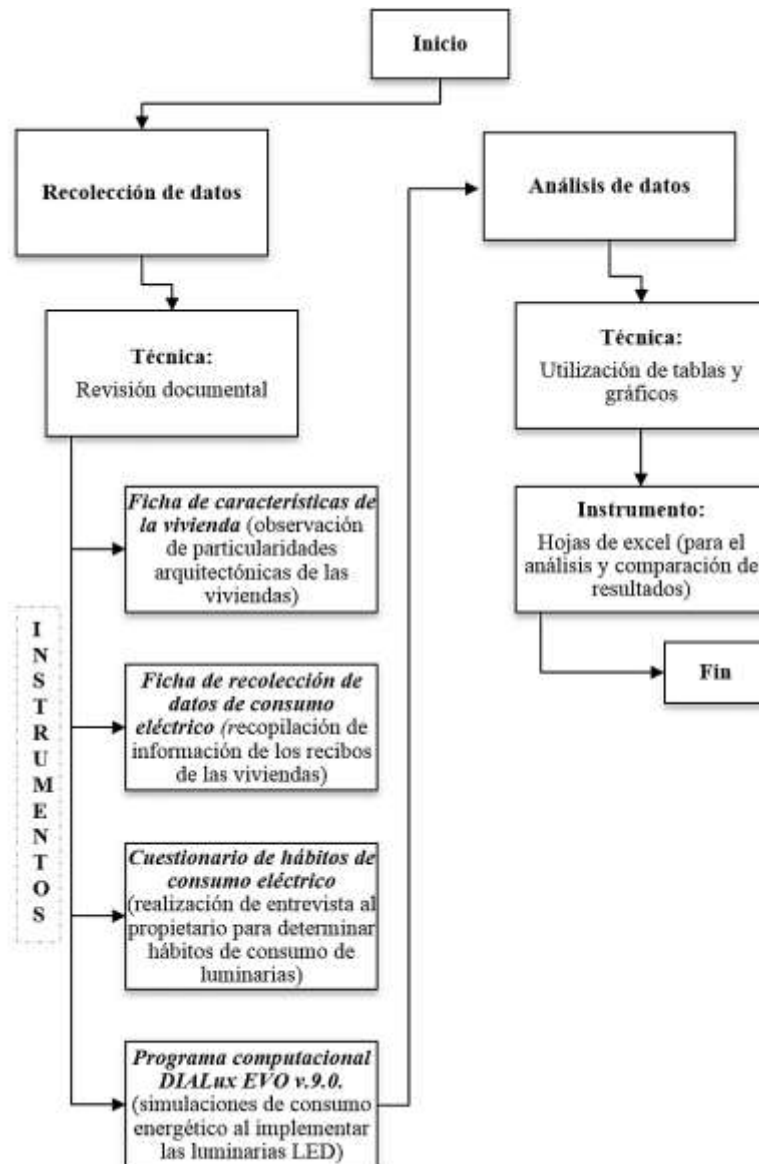 Inicio
Recolección de datos
Técnica:
Revisión documental
INSTRUMENTOS
Ficha de características de
la vivienda (observación
de particularidades
arquitectónicas de las
viviendas)
Ficha de recolección de
datos de consumo
eléctrico (recopilación de
información de los recibos
de las viviendas)
Cuestionario de hábitos de
consumo eléctrico
(realización de entrevista al
propietario para determinar
hábitos de consumo de
luminarias)
Programa computacional
DIALux EVO v.9.0.
(simulaciones de consumo
energético al implementar
las luminarias LED)
Análisis de datos
Técnica:
Utilización de tablas y
gráficos
Instrumento:
Hojas de excel (para el
análisis y comparación de
resultados)
Fin